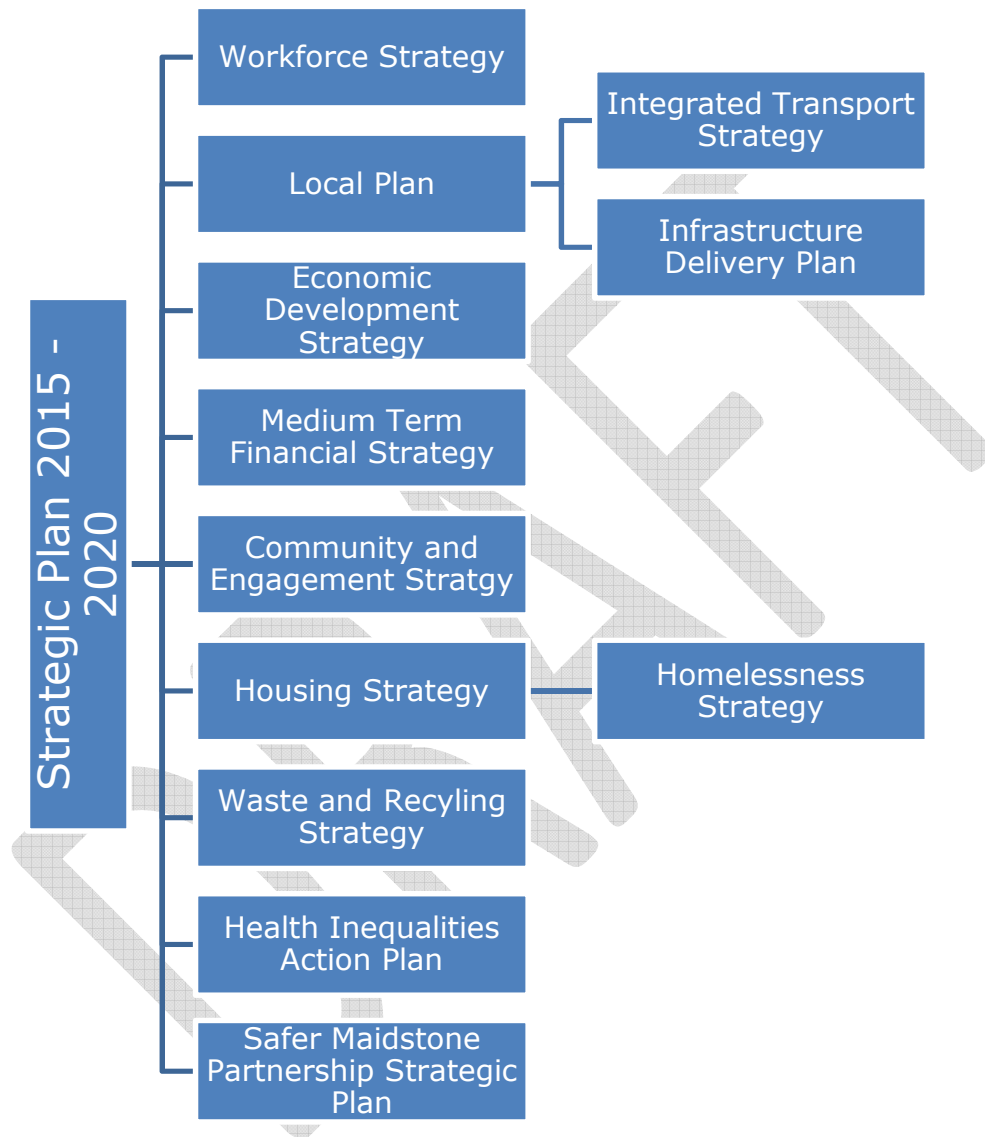 Strategic Plan 2015 -
2020
Workforce Strategy
Local Plan
Integrated Transport
Strategy
Infrastructure
Delivery Plan
Economic
Development
Strategy
Medium Term
Financial Strategy
Community and
Engagement Stratgy
Housing Strategy
Homelessness
Strategy
Waste and Recyling
Strategy
Health Inequalities
Action Plan
Safer Maidstone
Partnership Strategic
Plan
DRAFT